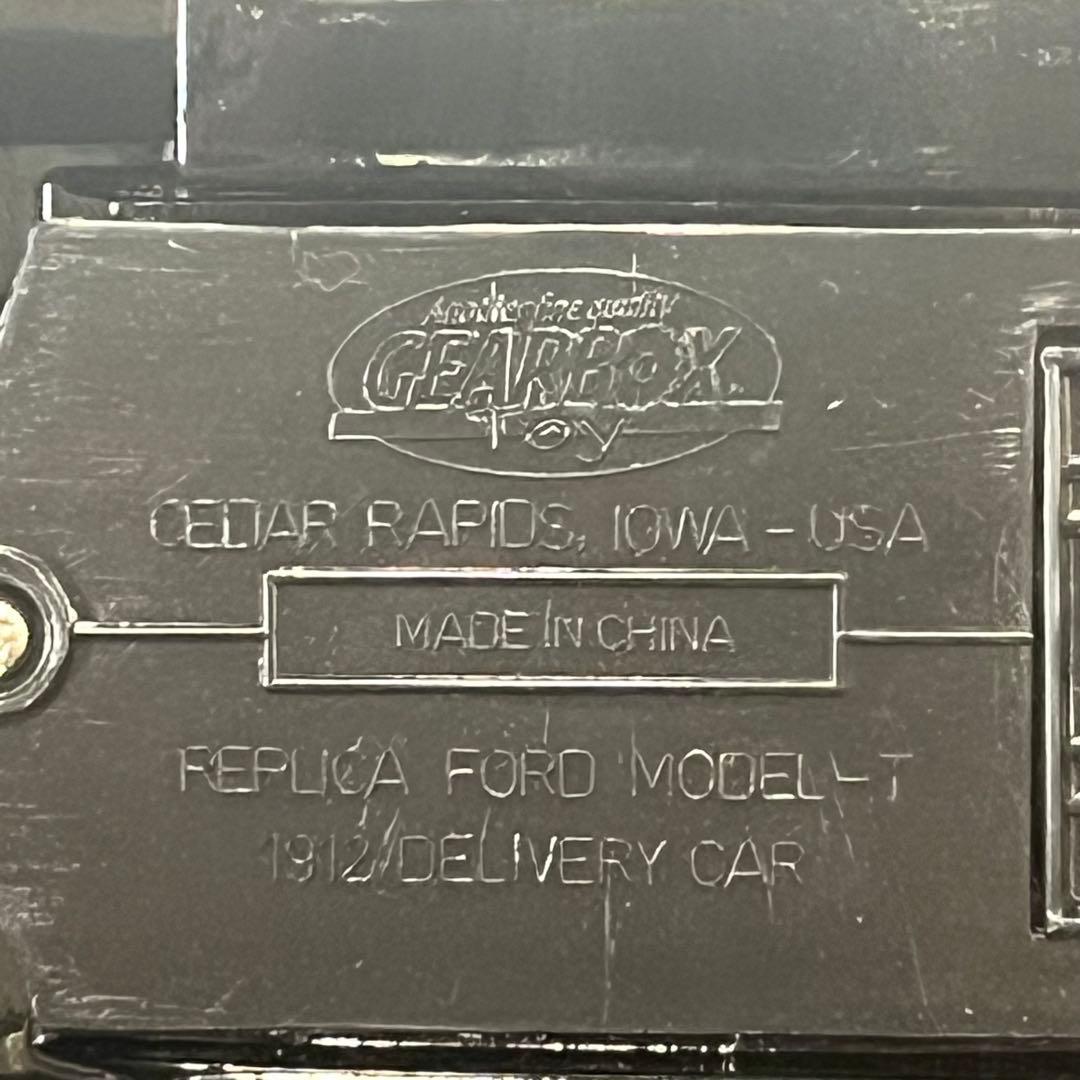 GEARBOX
Toy
CEDAR RAPIDS, IOWA - USA
MADE IN CHINA
REPLICA FORD MODEL-T
1912 DELIVERY CAR